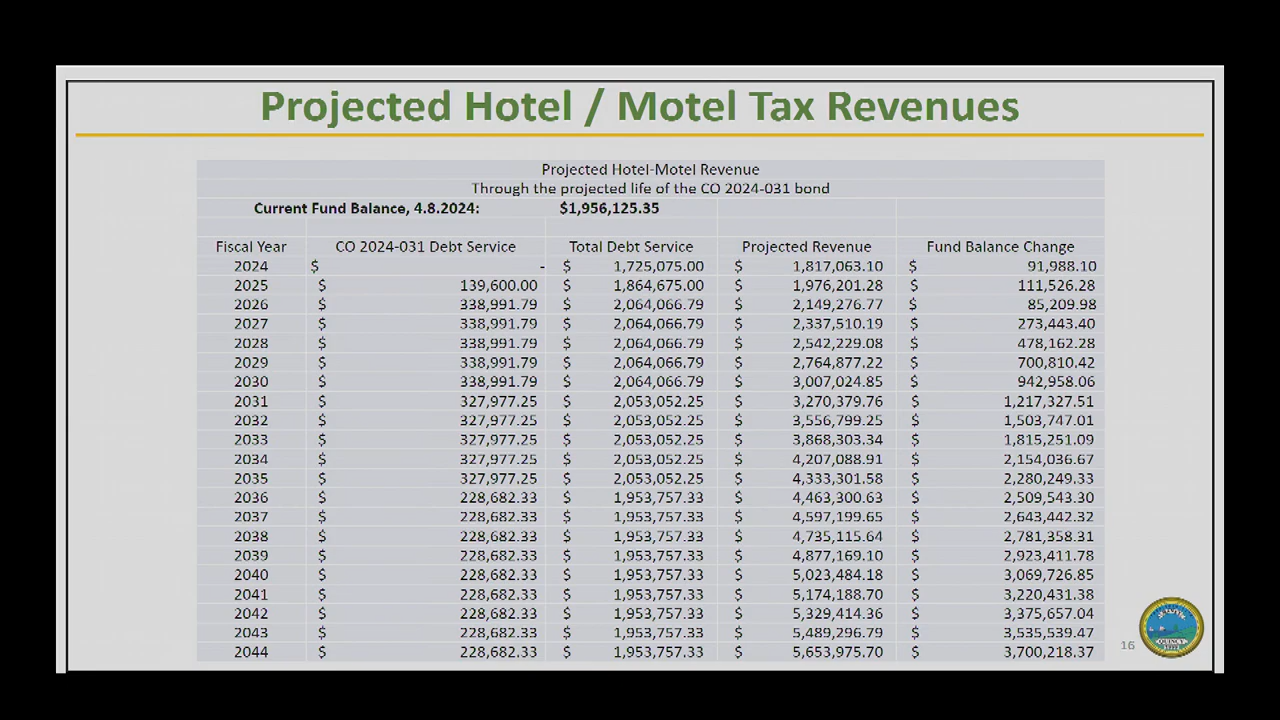 Projected Hotel / Motel Tax Revenues
Projected Hotel-Motel Revenue
Through the projected life of the CO 2024-031 bond
Current Fund Balance, 4.8.2024: $1,956,125.35
Fiscal Year CO 2024-031 Debt Service Total Debt Service Projected Revenue Fund Balance Change
2024 $ - $ 1,725,075.00 $ 1,817,063.10 $ 91,988.10
2025 $ 139,600.00 $ 1,864,675.00 $ 1,976,201.28 $ 111,526.28
2026 $ 338,991.79 $ 2,064,066.79 $ 2,149,276.77 $ 85,209.98
2027 $ 338,991.79 $ 2,064,066.79 $ 2,337,510.19 $ 273,443.40
2028 $ 338,991.79 $ 2,064,066.79 $ 2,542,229.08 $ 478,162.28
2029 $ 338,991.79 $ 2,064,066.79 $ 2,764,877.22 $ 700,810.42
2030 $ 338,991.79 $ 2,064,066.79 $ 3,007,024.85 $ 942,958.06
2031 $ 327,977.25 $ 2,053,052.25 $ 3,270,379.76 $ 1,217,327.51
2032 $ 327,977.25 $ 2,053,052.25 $ 3,556,799.25 $ 1,503,747.01
2033 $ 327,977.25 $ 2,053,052.25 $ 3,868,303.34 $ 1,815,251.09
2034 $ 327,977.25 $ 2,053,052.25 $ 4,207,088.91 $ 2,154,036.67
2035 $ 327,977.25 $ 2,053,052.25 $ 4,333,301.58 $ 2,280,249.33
2036 $ 228,682.33 $ 1,953,757.33 $ 4,463,300.63 $ 2,509,543.30
2037 $ 228,682.33 $ 1,953,757.33 $ 4,597,199.65 $ 2,643,442.32
2038 $ 228,682.33 $ 1,953,757.33 $ 4,735,115.64 $ 2,781,358.31
2039 $ 228,682.33 $ 1,953,757.33 $ 4,877,169.10 $ 2,923,411.78
2040 $ 228,682.33 $ 1,953,757.33 $ 5,023,484.18 $ 3,069,726.85
2041 $ 228,682.33 $ 1,953,757.33 $ 5,174,188.70 $ 3,220,431.38
2042 $ 228,682.33 $ 1,953,757.33 $ 5,329,414.36 $ 3,375,657.04
2043 $ 228,682.33 $ 1,953,757.33 $ 5,489,296.79 $ 3,535,539.47
2044 $ 228,682.33 $ 1,953,757.33 $ 5,653,975.70 $ 3,700,218.37
16
QUINCY